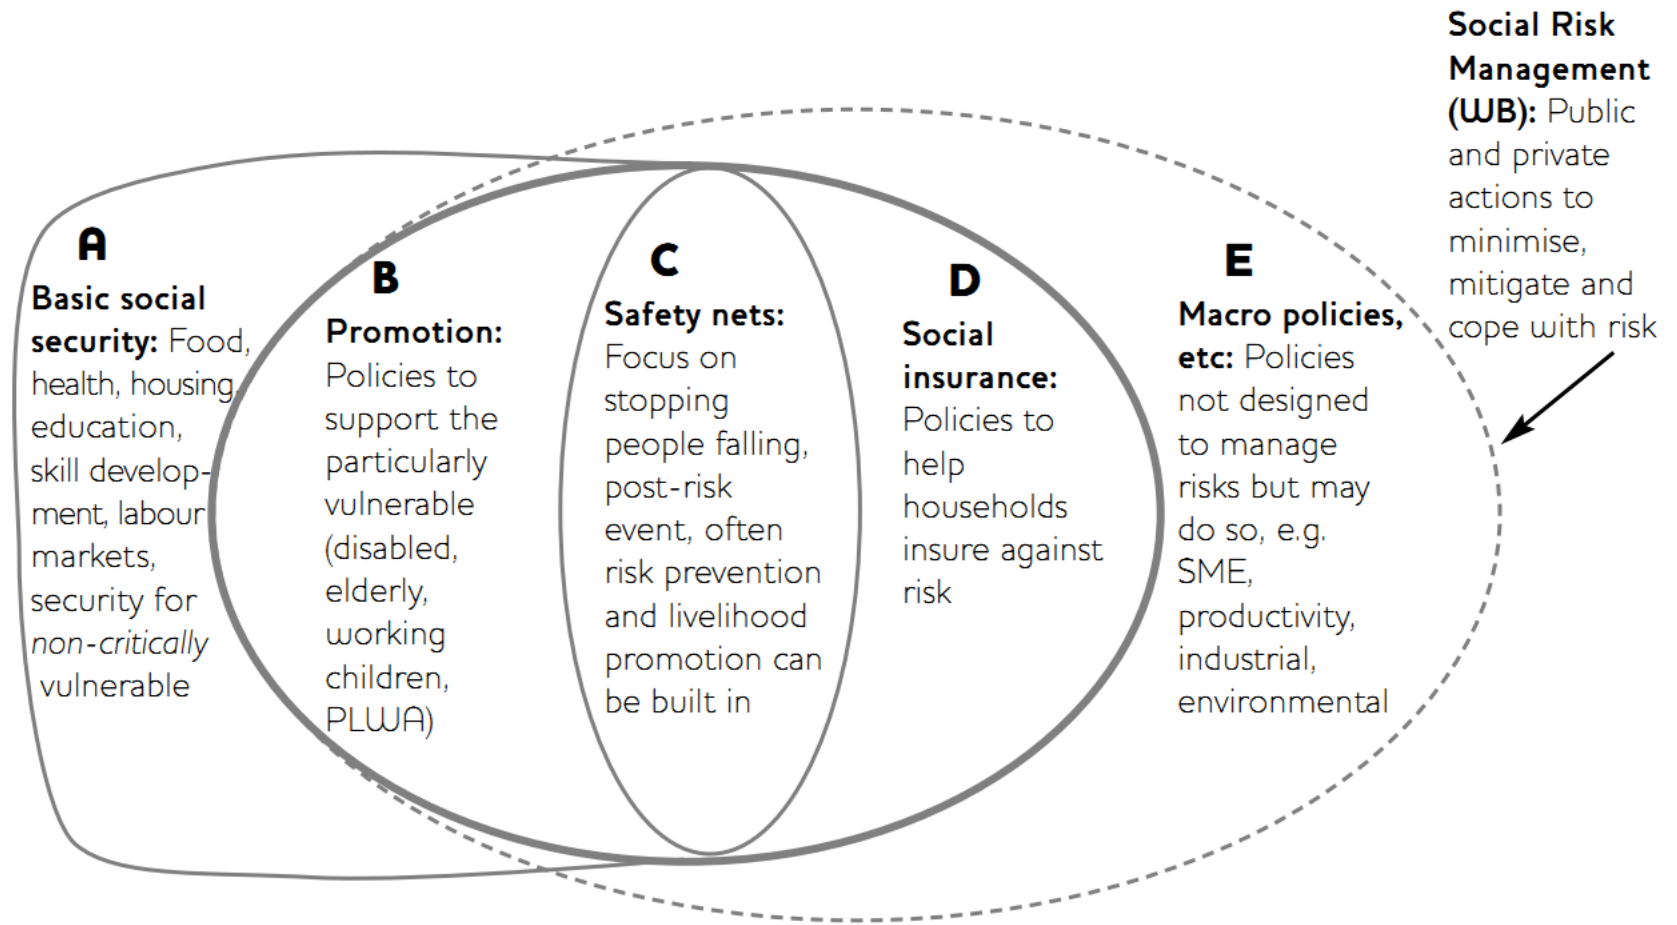 A
Basic social
security: Food,
health, housing,
education,
skill develop-
ment, labour
markets,
security for
non-critically
vulnerable
B
Promotion:
Policies to
support the
particularly
vulnerable
(disabled,
elderly,
working
children,
PLWA)
C
Safety nets:
Focus on
stopping
people falling,
post-risk
event, often
risk prevention
and livelihood
promotion can
be built in
D
Social
insurance:
Policies to
help
households
insure against
risk
E
Macro policies,
etc: Policies
not designed
to manage
risks but may
do so, e.g.
SME,
productivity,
industrial,
environmental
Social Risk
Management
(WB): Public
and private
actions to
minimise,
mitigate and
cope with risk